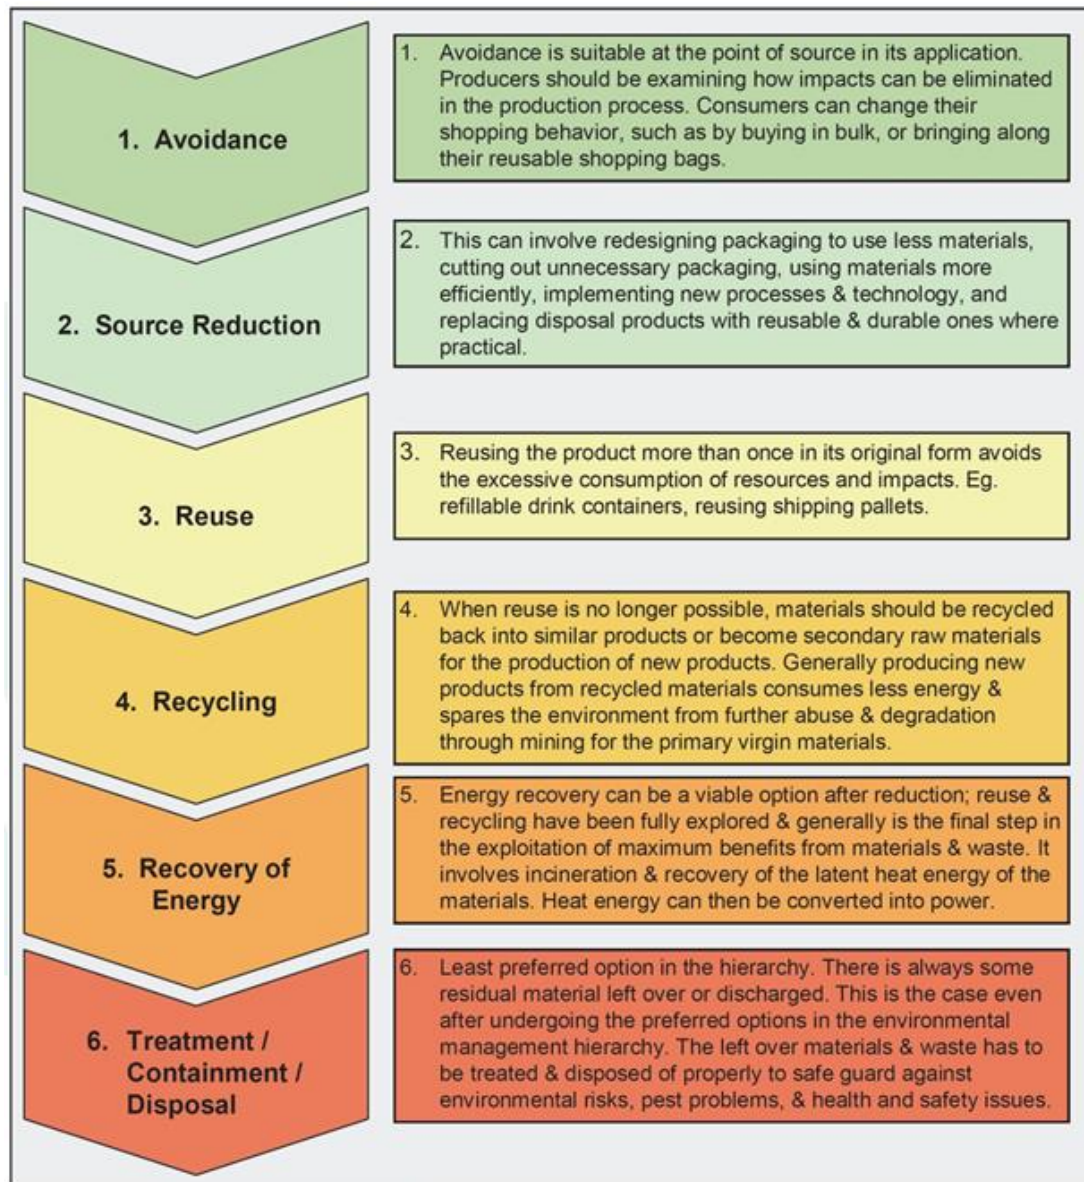 1. Avoidance
1. Avoidance is suitable at the point of source in its application.
Producers should be examining how impacts can be eliminated
in the production process. Consumers can change their
shopping behavior, such as by buying in bulk, or bringing along
their reusable shopping bags.
2. Source Reduction
2. This can involve redesigning packaging to use less materials,
cutting out unnecessary packaging, using materials more
efficiently, implementing new processes & technology, and
replacing disposal products with reusable & durable ones where
practical.
3. Reuse
3. Reusing the product more than once in its original form avoids
the excessive consumption of resources and impacts. Eg.
refillable drink containers, reusing shipping pallets.
4. Recycling
4. When reuse is no longer possible, materials should be recycled
back into similar products or become secondary raw materials
for the production of new products. Generally producing new
products from recycled materials consumes less energy &
spares the environment from further abuse & degradation
through mining for the primary virgin materials.
5. Recovery of
Energy
5. Energy recovery can be a viable option after reduction; reuse &
recycling have been fully explored & generally is the final step in
the exploitation of maximum benefits from materials & waste. It
involves incineration & recovery of the latent heat energy of the
materials. Heat energy can then be converted into power.
6. Treatment /
Containment /
Disposal
6. Least preferred option in the hierarchy. There is always some
residual material left over or discharged. This is the case even
after undergoing the preferred options in the environmental
management hierarchy. The left over materials & waste has to
be treated & disposed of properly to safe guard against
environmental risks, pest problems, & health and safety issues.